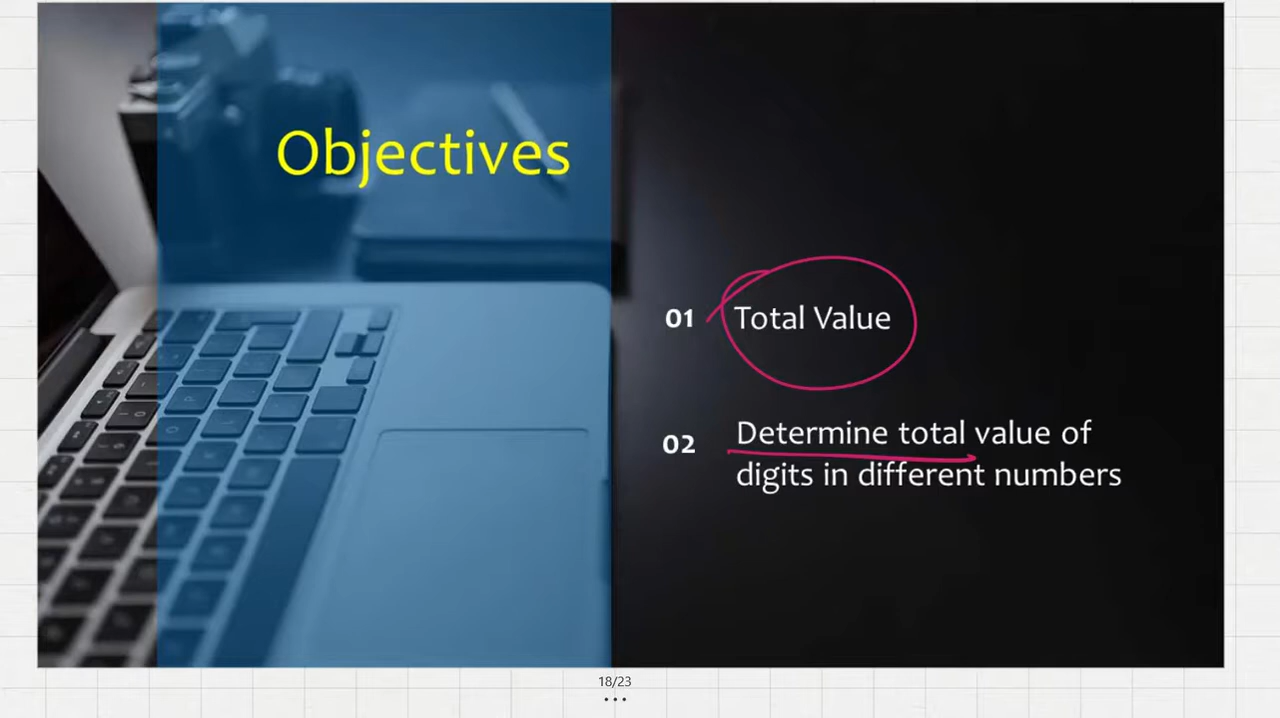 Objectives
01 Total Value
02 Determine total value of
digits in different numbers
18/23